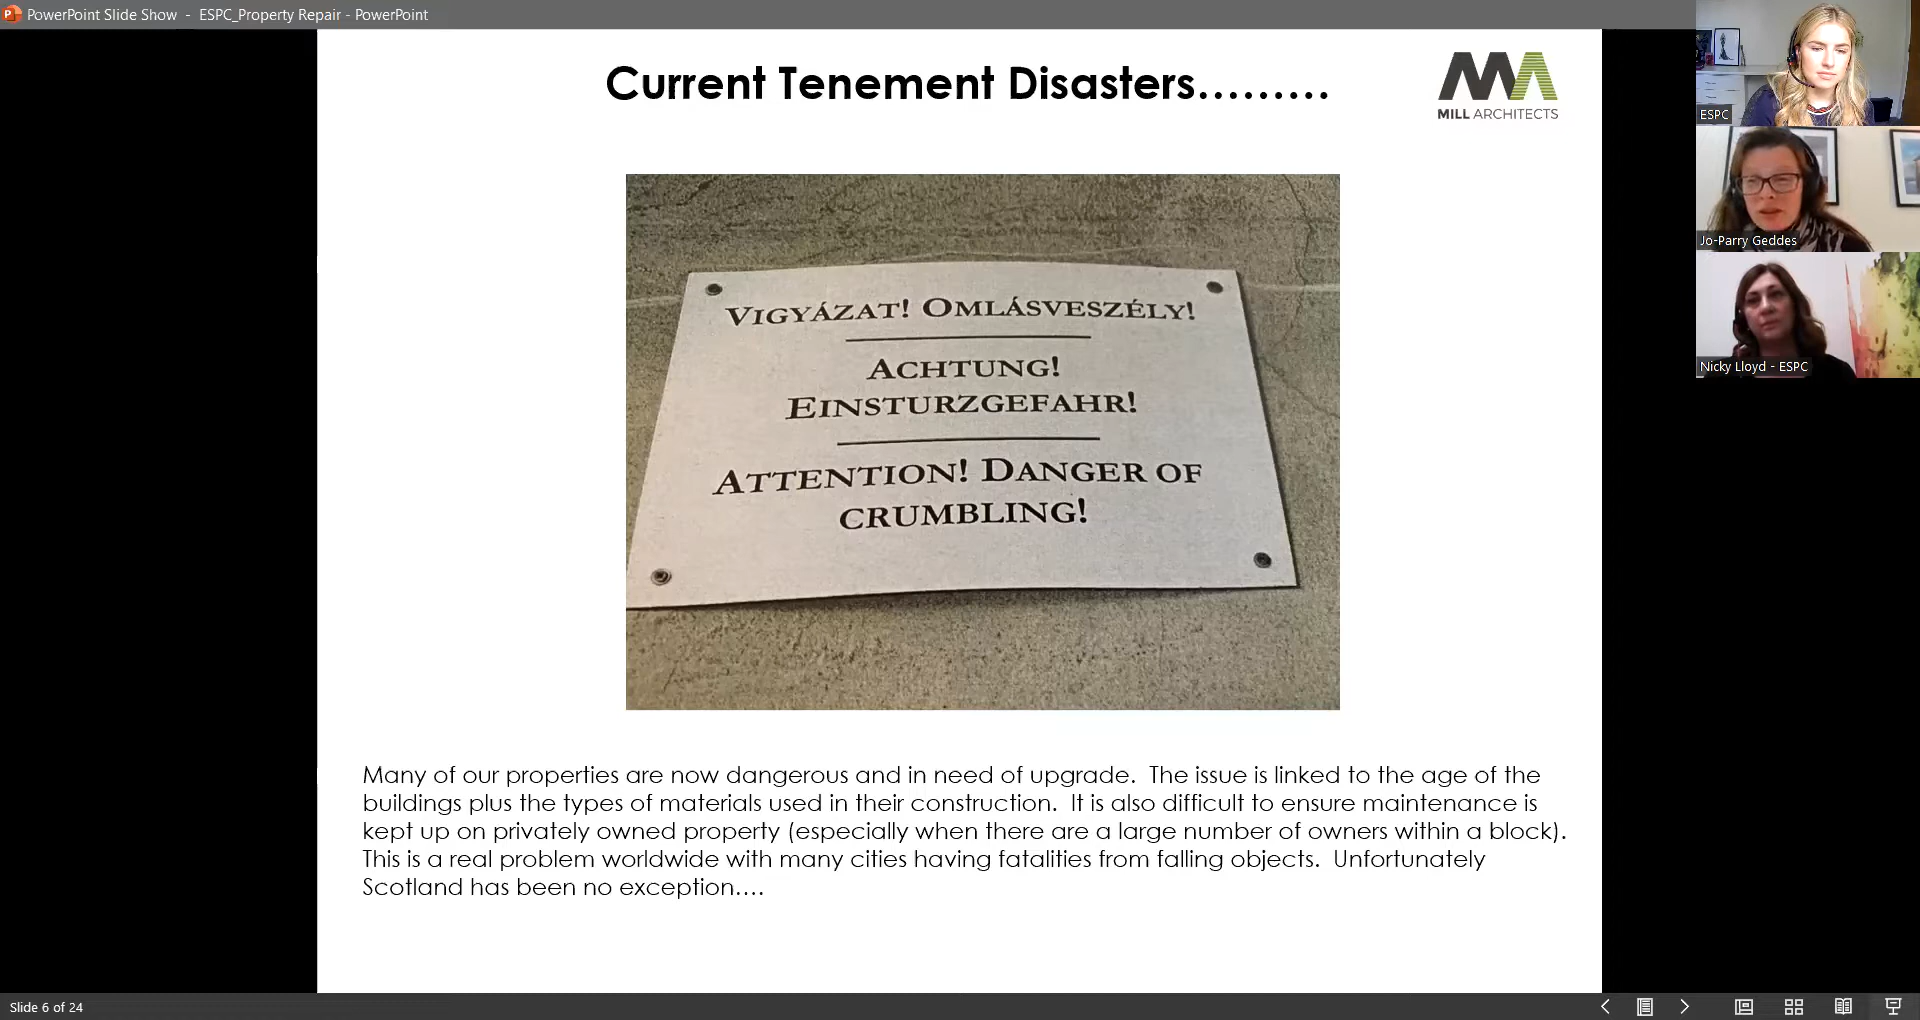 PowerPoint Slide Show - ESPC_Property Repair - PowerPoint
Current Tenement Disasters.........
MILL ARCHITECTS
VIGYÁZAT! OMLÁSVESZÉLY!
ACHTUNG!
EINSTURZGEFAHR!
ATTENTION! DANGER OF
CRUMBLING!
Many of our properties are now dangerous and in need of upgrade. The issue is linked to the age of the
buildings plus the types of materials used in their construction. It is also difficult to ensure maintenance is
kept up on privately owned property (especially when there are a large number of owners within a block).
This is a real problem worldwide with many cities having fatalities from falling objects. Unfortunately
Scotland has been no exception....
ESPC
Jo-Parry Geddes
Nicky Lloyd - ESPC
Slide 6 of 24